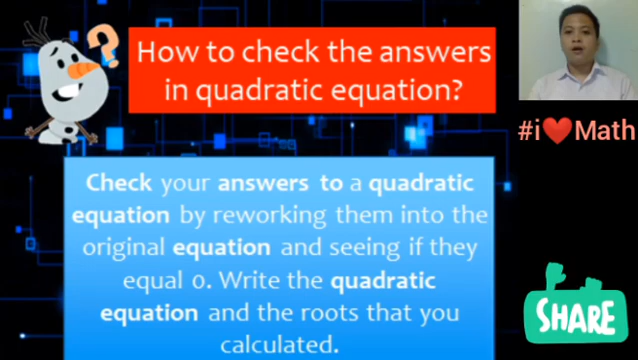 How to check the answers
in quadratic equation?
#i❤️Math
Check your answers to a quadratic
equation by reworking them into the
original equation and seeing if they
equal 0. Write the quadratic
equation and the roots that you
calculated.
SHARE